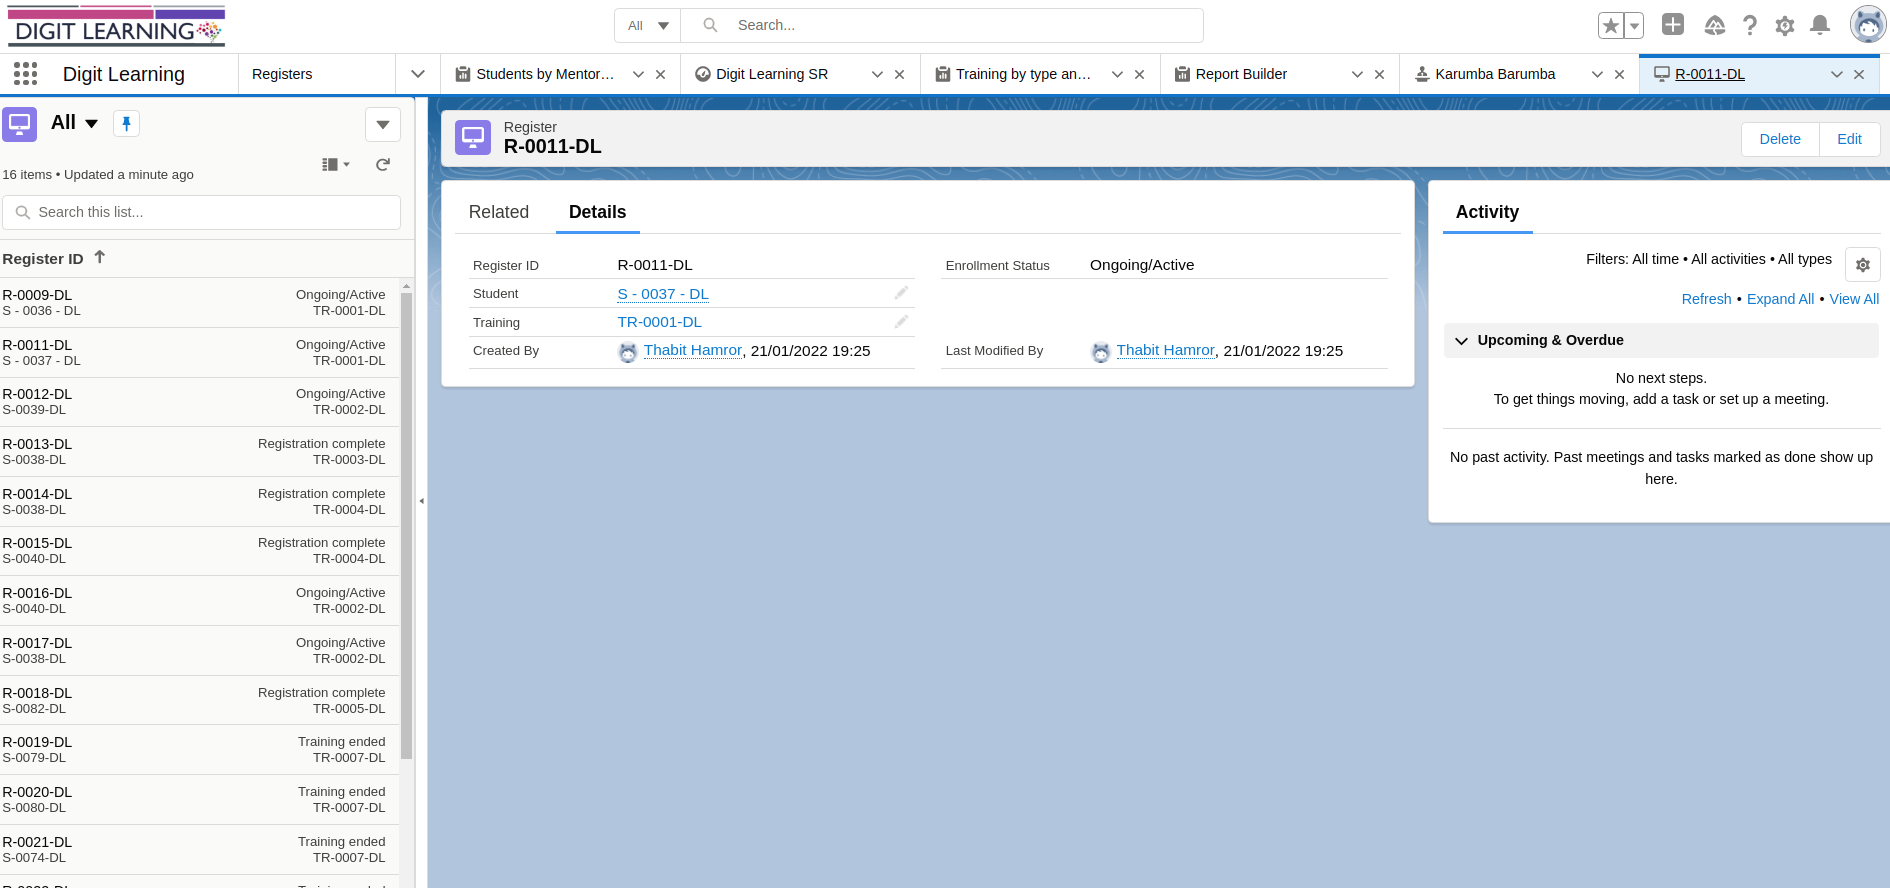 DIGIT LEARNING
All
Search...
Digit Learning
Registers
Students by Mentor...
Digit Learning SR
Training by type an...
Report Builder
Karumba Barumba
R-0011-DL
All
16 items • Updated a minute ago
Search this list...
Register ID
R-0009-DL Ongoing/Active
S - 0036 - DL TR-0001-DL
R-0011-DL Ongoing/Active
S - 0037 - DL TR-0001-DL
R-0012-DL Ongoing/Active
S-0039-DL TR-0002-DL
R-0013-DL Registration complete
S-0038-DL TR-0003-DL
R-0014-DL Registration complete
S-0038-DL TR-0004-DL
R-0015-DL Registration complete
S-0040-DL TR-0004-DL
R-0016-DL Ongoing/Active
S-0040-DL TR-0002-DL
R-0017-DL Ongoing/Active
S-0038-DL TR-0002-DL
R-0018-DL Registration complete
S-0082-DL TR-0005-DL
R-0019-DL Training ended
S-0079-DL TR-0007-DL
R-0020-DL Training ended
S-0080-DL TR-0007-DL
R-0021-DL Training ended
S-0074-DL TR-0007-DL
Register
R-0011-DL
Delete Edit
Related Details
Register ID R-0011-DL Enrollment Status Ongoing/Active
Student S - 0037 - DL
Training TR-0001-DL
Created By Thabit Hamror, 21/01/2022 19:25 Last Modified By Thabit Hamror, 21/01/2022 19:25
Activity
Filters: All time • All activities • All types
Refresh • Expand All • View All
Upcoming & Overdue
No next steps.
To get things moving, add a task or set up a meeting.
No past activity. Past meetings and tasks marked as done show up
here.